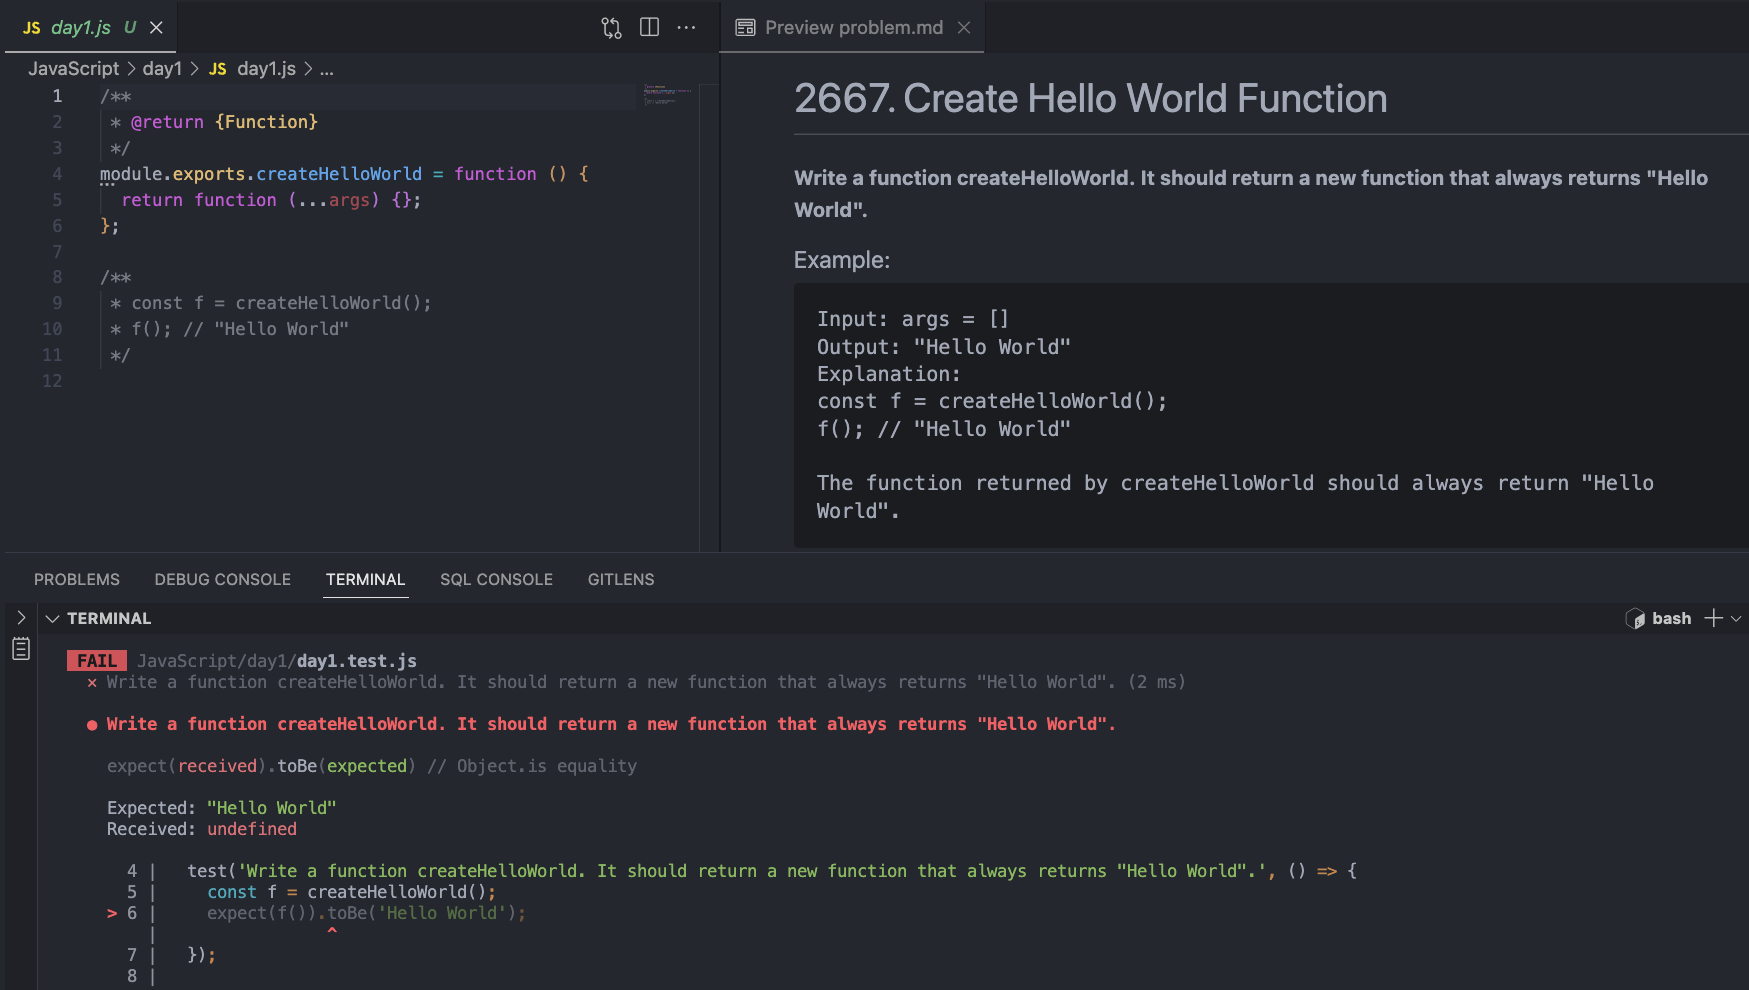 JS day1.js U
Preview problem.md
JavaScript > day1 > JS day1.js > ...
1 /**
2 * @return {Function}
3 */
4 module.exports.createHelloWorld = function () {
5 return function (...args) {};
6 };
7
8 /**
9 * const f = createHelloWorld();
10 * f(); // "Hello World"
11 */
12
2667. Create Hello World Function
Write a function createHelloWorld. It should return a new function that always returns "Hello
World".
Example:
Input: args = []
Output: "Hello World"
Explanation:
const f = createHelloWorld();
f(); // "Hello World"
The function returned by createHelloWorld should always return "Hello
World".
PROBLEMS DEBUG CONSOLE TERMINAL SQL CONSOLE GITLENS
TERMINAL
bash
FAIL JavaScript/day1/day1.test.js
× Write a function createHelloWorld. It should return a new function that always returns "Hello World". (2 ms)
● Write a function createHelloWorld. It should return a new function that always returns "Hello World".
expect(received).toBe(expected) // Object.is equality
Expected: "Hello World"
Received: undefined
4 | test('Write a function createHelloWorld. It should return a new function that always returns "Hello World".', () => {
5 | const f = createHelloWorld();
> 6 | expect(f()).toBe('Hello World');
| ^
7 | });
8 |